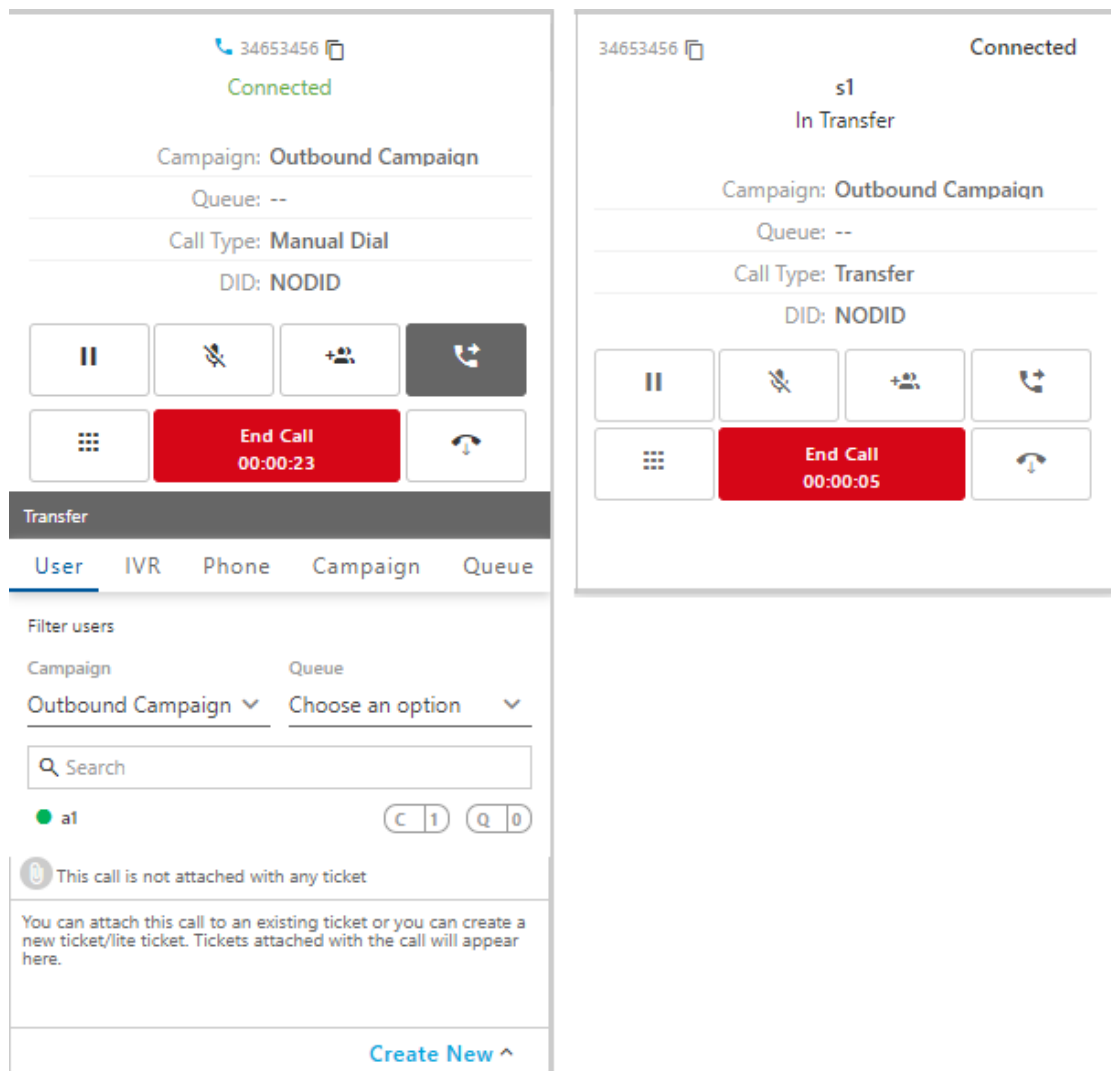 34653456
Connected
Campaign: Outbound Campaign
Queue: --
Call Type: Manual Dial
DID: NODID
End Call
00:00:23
Transfer
User IVR Phone Campaign Queue
Filter users
Campaign Queue
Outbound Campaign Choose an option
Search
a1 C 1 Q 0
This call is not attached with any ticket
You can attach this call to an existing ticket or you can create a
new ticket/lite ticket. Tickets attached with the call will appear
here.
Create New
34653456 Connected
s1
In Transfer
Campaign: Outbound Campaign
Queue: --
Call Type: Transfer
DID: NODID
End Call
00:00:05